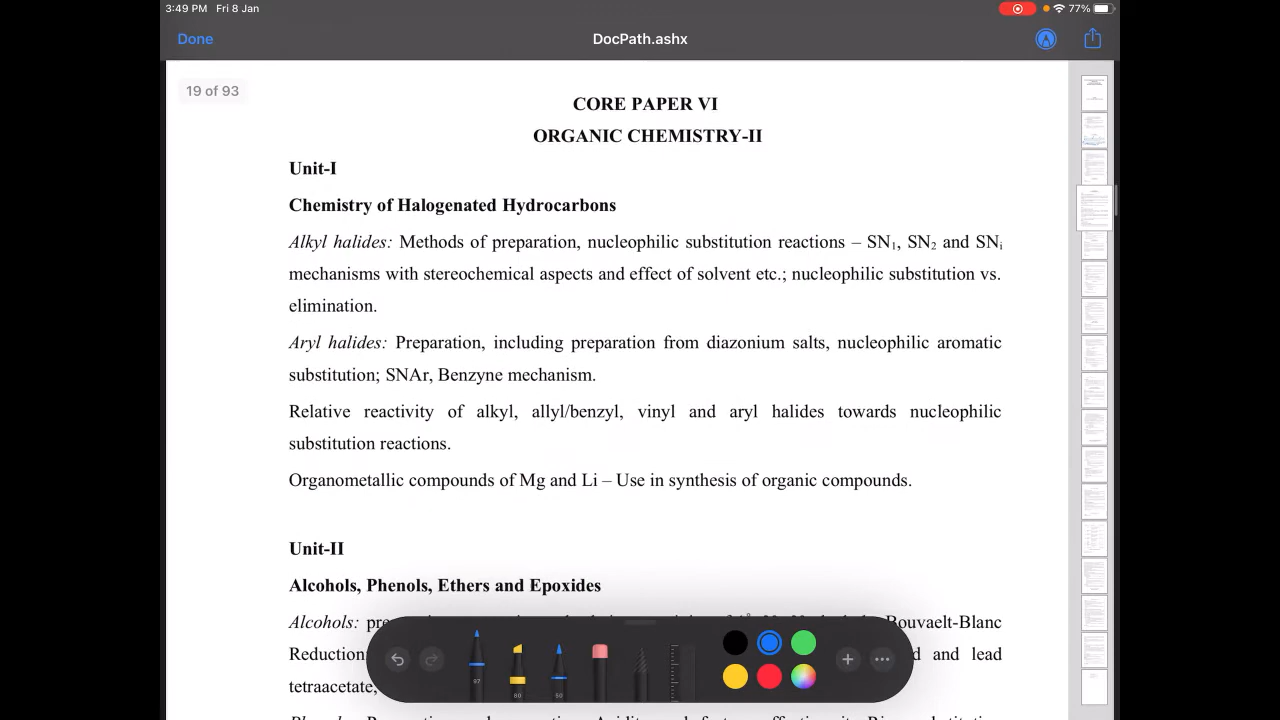 3:49 PM Fri 8 Jan
77%
Done
DocPath.ashx
19 of 93
CORE PAPER VI
ORGANIC CHEMISTRY-II
Unit-I
Chemistry of Halogenated Hydrocarbons
Alkyl halides: Methods of preparation, nucleophilic substitution reactions – SN1, SN2 and SNi
mechanisms with stereochemical aspects and effect of solvent etc.; nucleophilic substitution vs.
elimination.
Aryl halides: Preparation, including preparation from diazonium salts, nucleophilic aromatic
substitution; SNAr, Benzyne mechanism.
Relative reactivity of alkyl, allyl/benzyl, vinyl and aryl halides towards nucleophilic
substitution reactions.
Organometallic compounds of Mg and Li – Use in synthesis of organic compounds.
Unit-II
Alcohols, Phenols, Ethers and Epoxides
Alcohols: Bouvaelt-Blanc
Reduction and lead
tetraacetate,
80
50